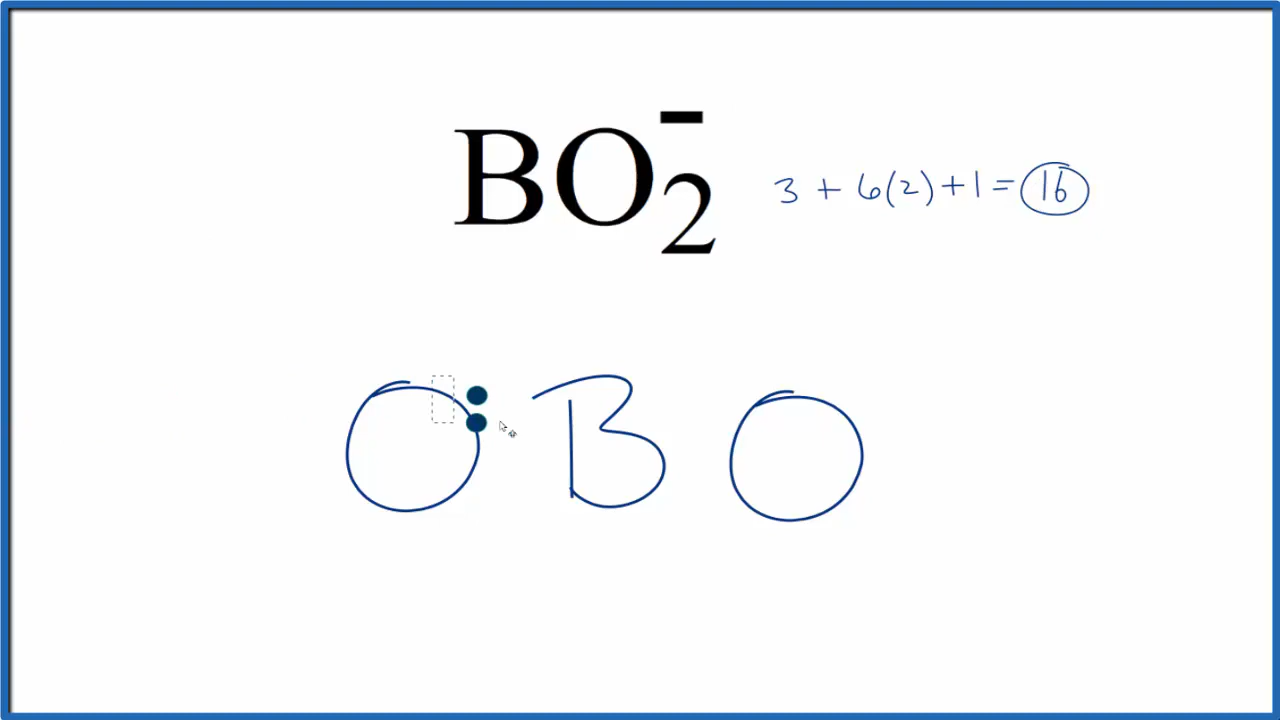 BO₂⁻ 3 + 6(2) + 1 = 16
O : B O